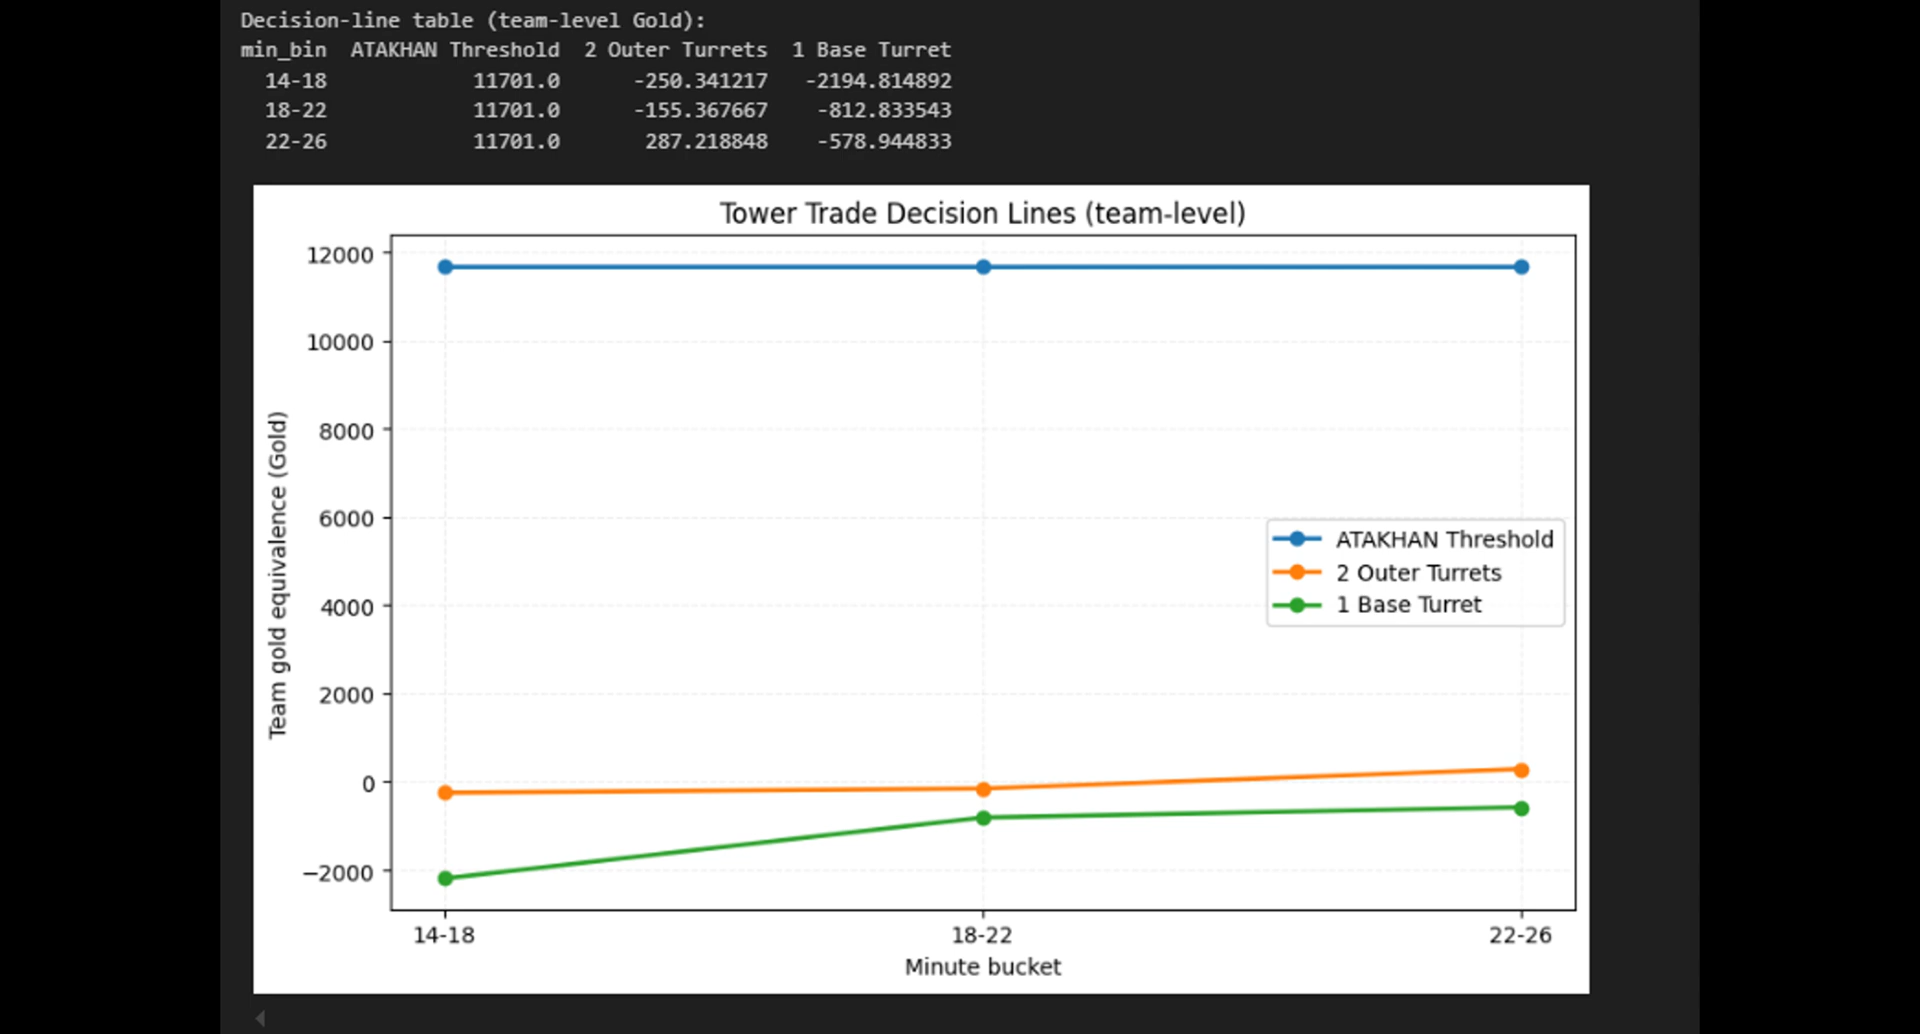 Decision-line table (team-level Gold):
min_bin ATAKHAN Threshold 2 Outer Turrets 1 Base Turret
14-18 11701.0 -250.341217 -2194.814892
18-22 11701.0 -155.367667 -812.833543
22-26 11701.0 287.218848 -578.944833
Tower Trade Decision Lines (team-level)
12000
10000
8000
6000
4000
2000
0
−2000
Team gold equivalence (Gold)
ATAKHAN Threshold
2 Outer Turrets
1 Base Turret
14-18 18-22 22-26
Minute bucket